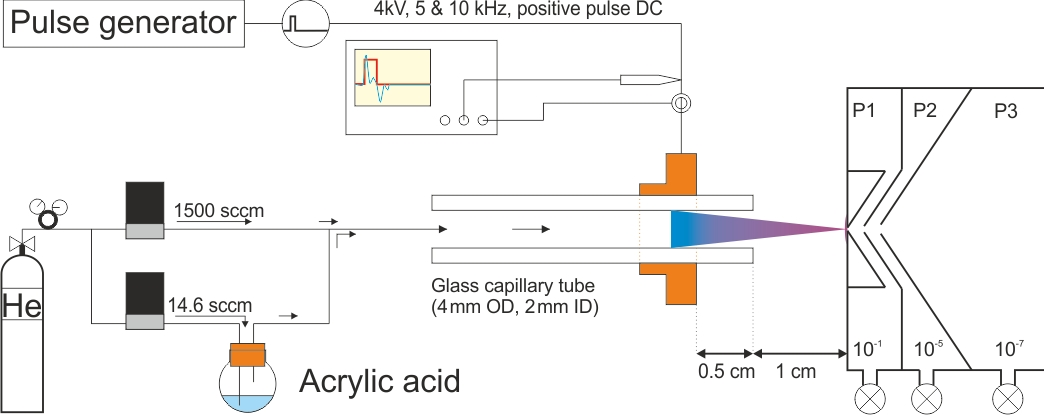 Pulse generator
4kV, 5 & 10 kHz, positive pulse DC
P1
P2
P3
1500 sccm
He
14.6 sccm
Glass capillary tube
(4mm OD, 2mm ID)
Acrylic acid
0.5 cm
1 cm
10-1
10-5
10-7